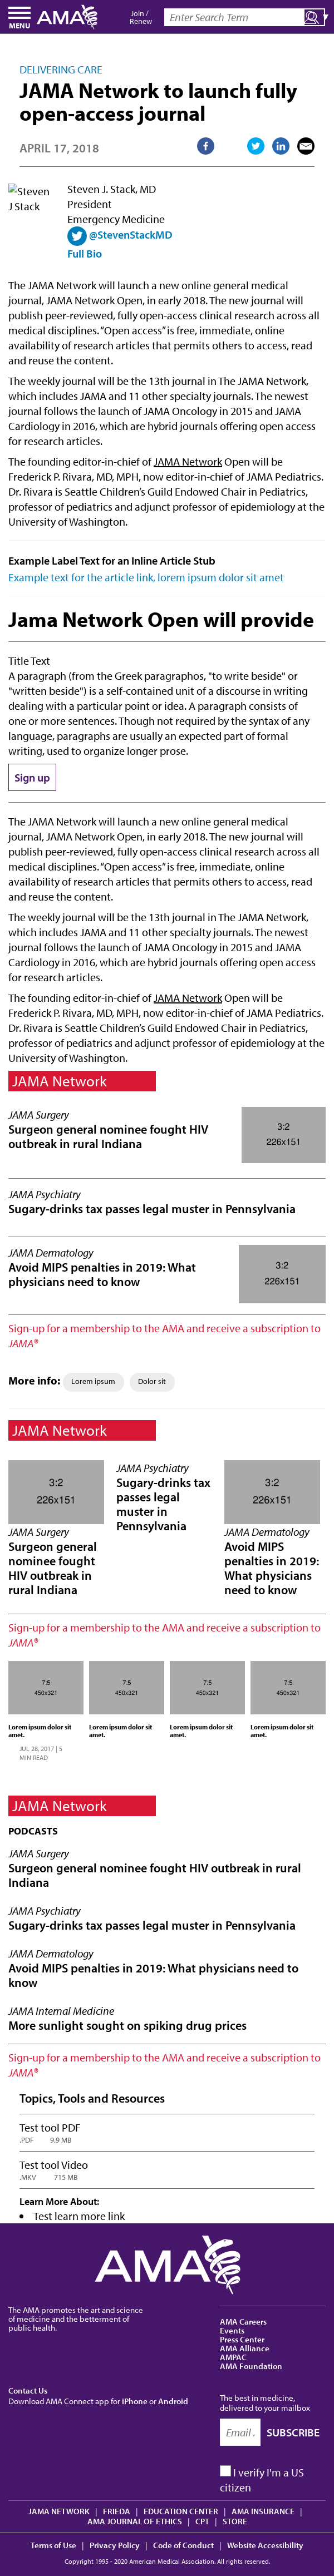 MENU
AMA
Join /
Renew
Enter Search Term
DELIVERING CARE
JAMA Network to launch fully
open-access journal
APRIL 17, 2018
Steven
J Stack
Steven J. Stack, MD
President
Emergency Medicine
@StevenStackMD
Full Bio
The JAMA Network will launch a new online general medical
journal, JAMA Network Open, in early 2018. The new journal will
publish peer-reviewed, fully open-access clinical research across all
medical disciplines. “Open access” is free, immediate, online
availability of research articles that permits others to access, read
and reuse the content.
The weekly journal will be the 13th journal in The JAMA Network,
which includes JAMA and 11 other specialty journals. The newest
journal follows the launch of JAMA Oncology in 2015 and JAMA
Cardiology in 2016, which are hybrid journals offering open access
for research articles.
The founding editor-in-chief of JAMA Network Open will be
Frederick P. Rivara, MD, MPH, now editor-in-chief of JAMA Pediatrics.
Dr. Rivara is Seattle Children’s Guild Endowed Chair in Pediatrics,
professor of pediatrics and adjunct professor of epidemiology at the
University of Washington.
Example Label Text for an Inline Article Stub
Example text for the article link, lorem ipsum dolor sit amet
Jama Network Open will provide
Title Text
A paragraph (from the Greek paragraphos, "to write beside" or
"written beside") is a self-contained unit of a discourse in writing
dealing with a particular point or idea. A paragraph consists of
one or more sentences. Though not required by the syntax of any
language, paragraphs are usually an expected part of formal
writing, used to organize longer prose.
Sign up
The JAMA Network will launch a new online general medical
journal, JAMA Network Open, in early 2018. The new journal will
publish peer-reviewed, fully open-access clinical research across all
medical disciplines. “Open access” is free, immediate, online
availability of research articles that permits others to access, read
and reuse the content.
The weekly journal will be the 13th journal in The JAMA Network,
which includes JAMA and 11 other specialty journals. The newest
journal follows the launch of JAMA Oncology in 2015 and JAMA
Cardiology in 2016, which are hybrid journals offering open access
for research articles.
The founding editor-in-chief of JAMA Network Open will be
Frederick P. Rivara, MD, MPH, now editor-in-chief of JAMA Pediatrics.
Dr. Rivara is Seattle Children’s Guild Endowed Chair in Pediatrics,
professor of pediatrics and adjunct professor of epidemiology at the
University of Washington.
JAMA Network
JAMA Surgery
Surgeon general nominee fought HIV
outbreak in rural Indiana
3:2
226x151
JAMA Psychiatry
Sugary-drinks tax passes legal muster in Pennsylvania
JAMA Dermatology
Avoid MIPS penalties in 2019: What
physicians need to know
3:2
226x151
Sign-up for a membership to the AMA and receive a subscription to
JAMA®
More info: Lorem ipsum Dolor sit
JAMA Network
3:2
226x151
JAMA Surgery
Surgeon general
nominee fought
HIV outbreak in
rural Indiana
JAMA Psychiatry
Sugary-drinks tax
passes legal
muster in
Pennsylvania
3:2
226x151
JAMA Dermatology
Avoid MIPS
penalties in 2019:
What physicians
need to know
Sign-up for a membership to the AMA and receive a subscription to
JAMA®
7:5
450x321
Lorem ipsum dolor sit
amet.
JUL 28, 2017 | 5
MIN READ
7:5
450x321
Lorem ipsum dolor sit
amet.
7:5
450x321
Lorem ipsum dolor sit
amet.
7:5
450x321
Lorem ipsum dolor sit
amet.
JAMA Network
PODCASTS
JAMA Surgery
Surgeon general nominee fought HIV outbreak in rural
Indiana
JAMA Psychiatry
Sugary-drinks tax passes legal muster in Pennsylvania
JAMA Dermatology
Avoid MIPS penalties in 2019: What physicians need to
know
JAMA Internal Medicine
More sunlight sought on spiking drug prices
Sign-up for a membership to the AMA and receive a subscription to
JAMA®
Topics, Tools and Resources
Test tool PDF
.PDF 9.9 MB
Test tool Video
.MKV 715 MB
Learn More About:
• Test learn more link
AMA
The AMA promotes the art and science
of medicine and the betterment of
public health.
Contact Us
Download AMA Connect app for iPhone or Android
AMA Careers
Events
Press Center
AMA Alliance
AMPAC
AMA Foundation
The best in medicine,
delivered to your mailbox
Email . SUBSCRIBE
I verify I'm a US
citizen
JAMA NETWORK | FRIEDA | EDUCATION CENTER | AMA INSURANCE |
AMA JOURNAL OF ETHICS | CPT | STORE
Terms of Use | Privacy Policy | Code of Conduct | Website Accessibility
Copyright 1995 - 2020 American Medical Association. All rights reserved.